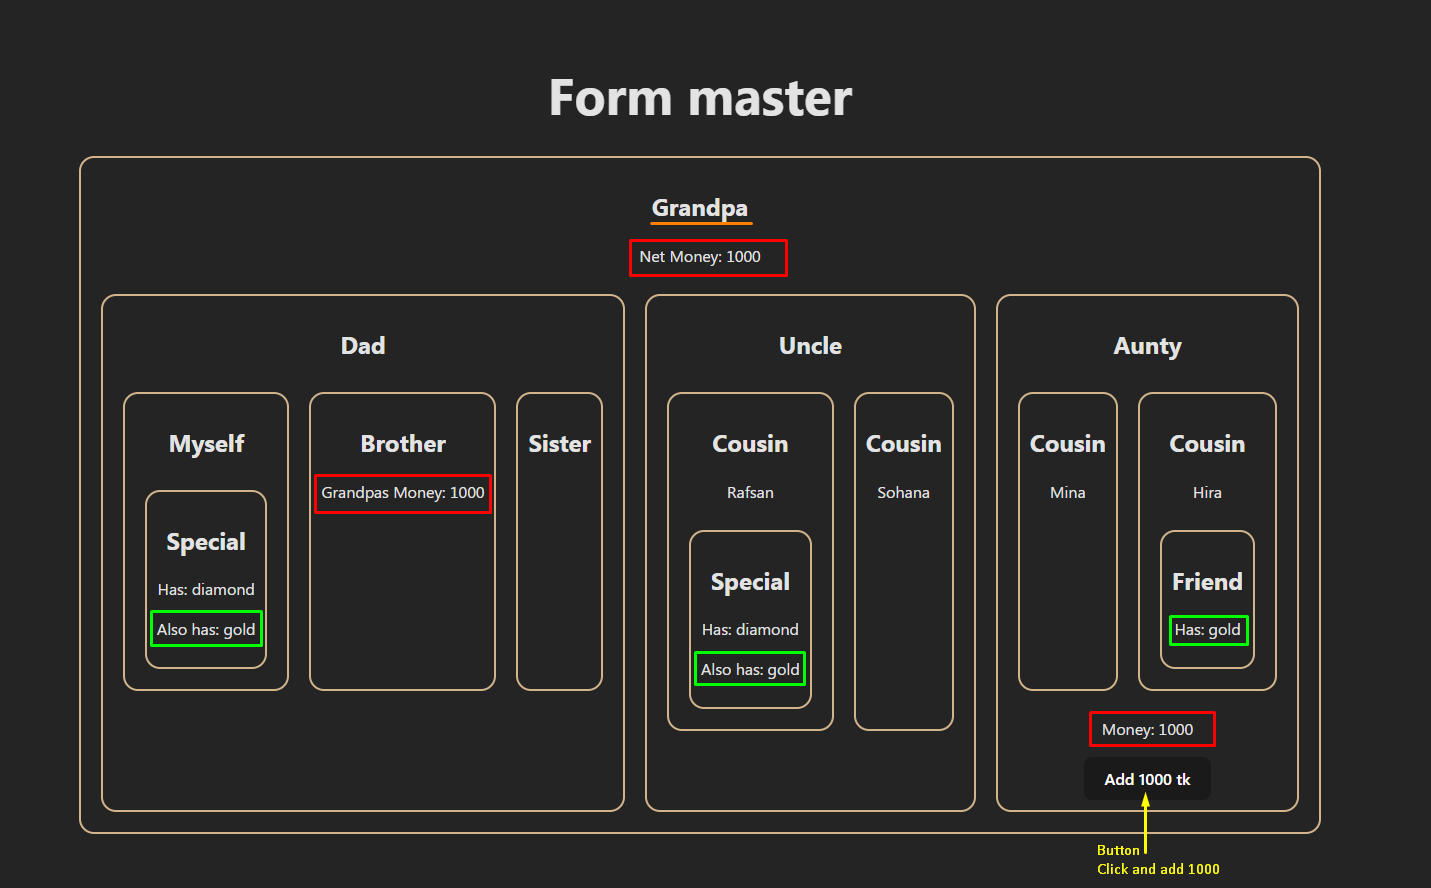 Form master
Grandpa
Net Money: 1000
Dad
Myself
Special
Has: diamond
Also has: gold
Brother
Grandpas Money: 1000
Sister
Uncle
Cousin
Rafsan
Special
Has: diamond
Also has: gold
Cousin
Sohana
Aunty
Cousin
Mina
Cousin
Hira
Friend
Has: gold
Money: 1000
Add 1000 tk
Button
Click and add 1000